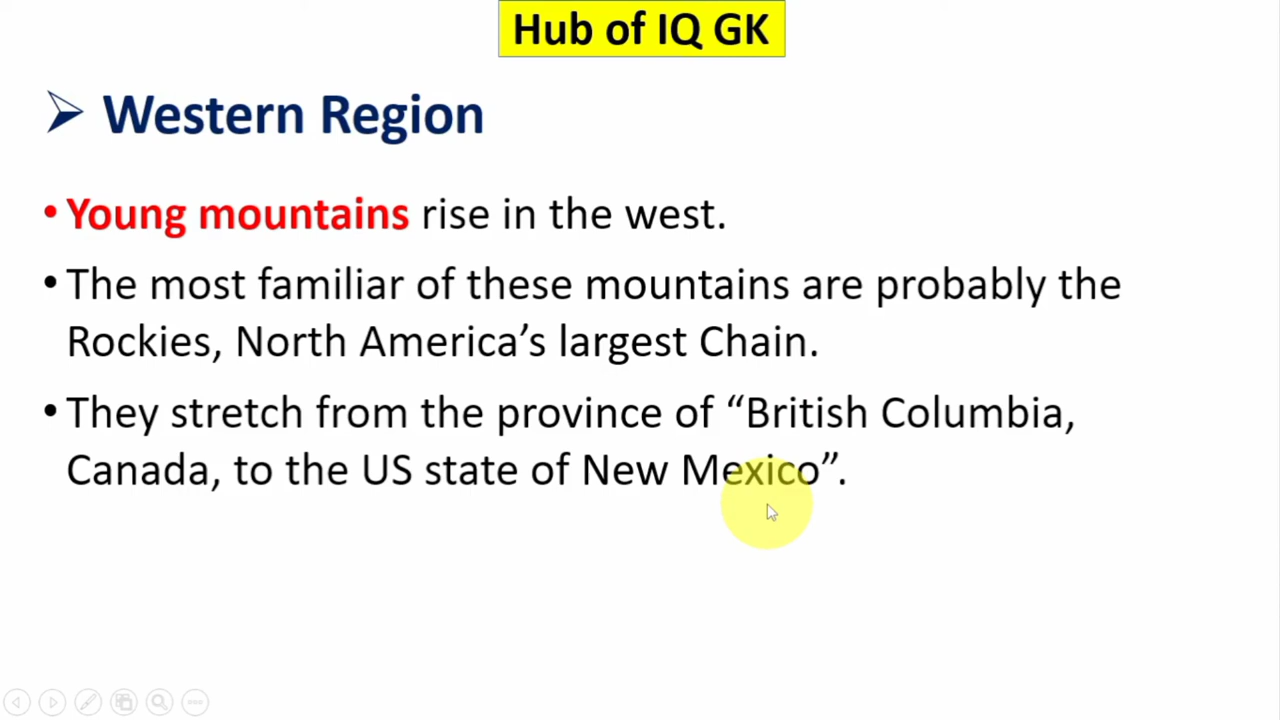 Hub of IQ GK
➢ Western Region
• Young mountains rise in the west.
• The most familiar of these mountains are probably the
Rockies, North America’s largest Chain.
• They stretch from the province of “British Columbia,
Canada, to the US state of New Mexico”.